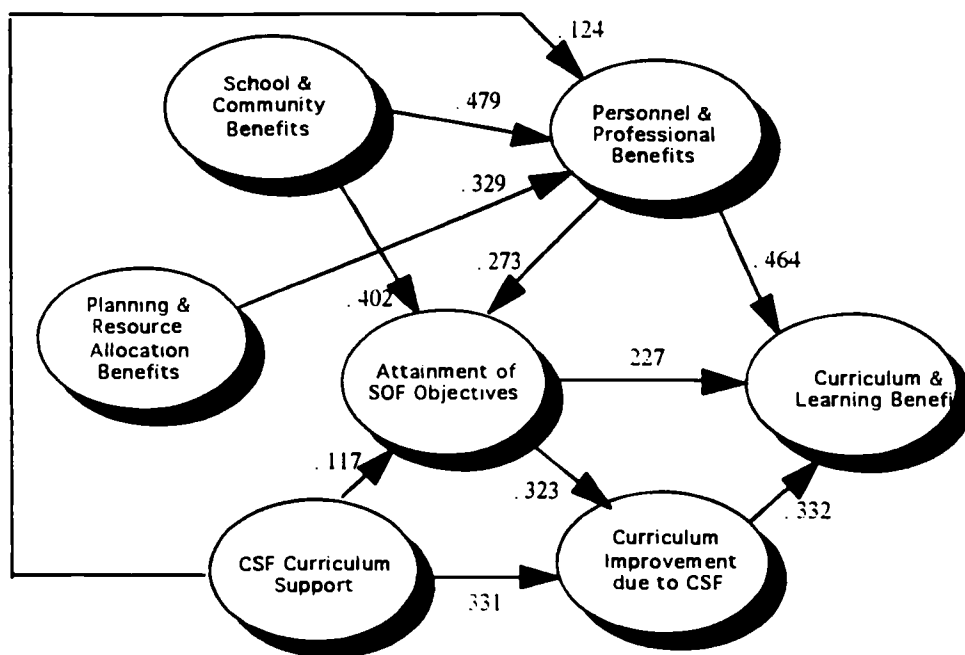 .124
School &
Community
Benefits
.479
Personnel &
Professional
Benefits
.329
.273
.464
.402
Planning &
Resource
Allocation
Benefits
Attainment of
SOF Objectives
227
Curriculum &
Learning Benefi
.117
.323
.332
CSF Curriculum
Support
331
Curriculum
Improvement
due to CSF